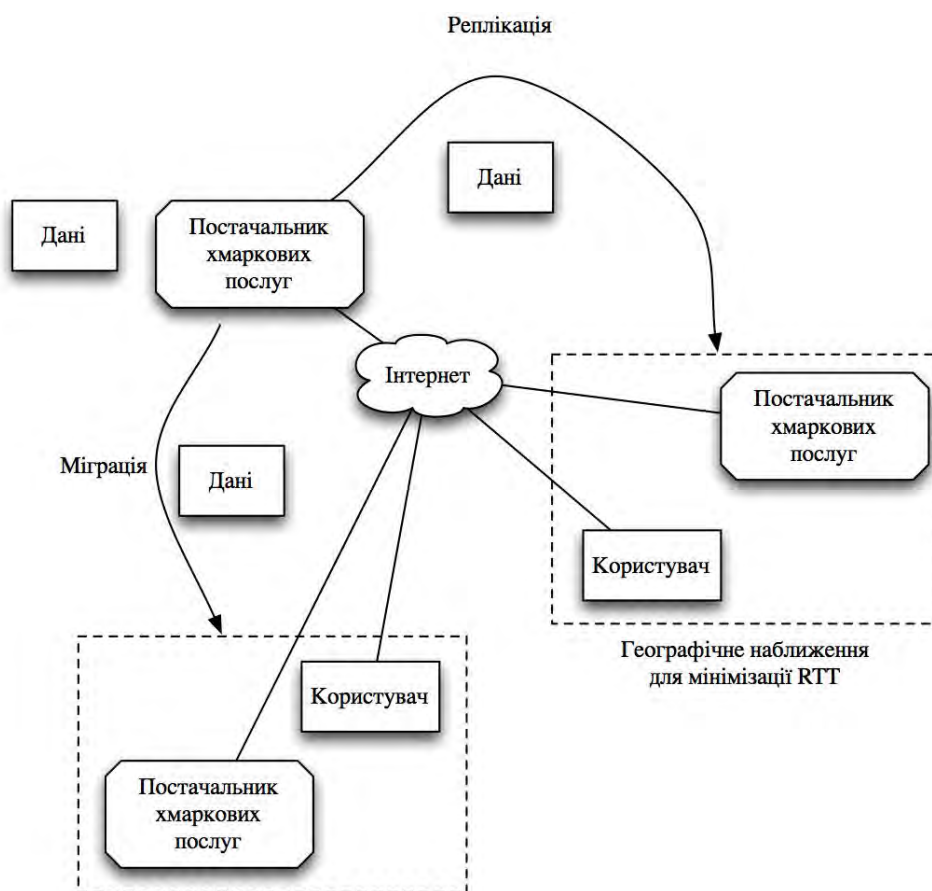 Реплікація
Дані
Дані
Постачальник
хмаркових
послуг
Інтернет
Постачальник
хмаркових
послуг
Міграція
Дані
Користувач
Географічне наближення
для мінімізації RTT
Користувач
Постачальник
хмаркових
послуг